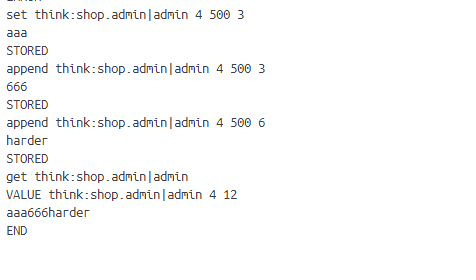 set think:shop.admin|admin 4 500 3
aaa
STORED
append think:shop.admin|admin 4 500 3
666
STORED
append think:shop.admin|admin 4 500 6
harder
STORED
get think:shop.admin|admin
VALUE think:shop.admin|admin 4 12
aaa666harder
END